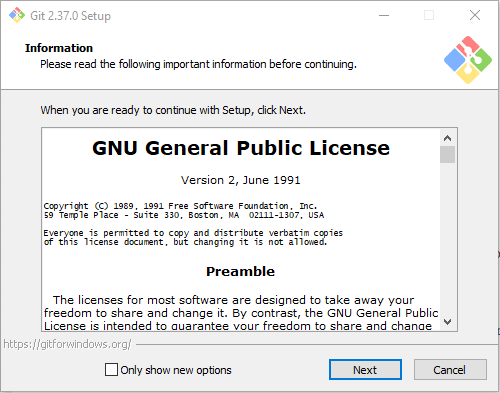 Git 2.37.0 Setup
Information
Please read the following important information before continuing.
When you are ready to continue with Setup, click Next.
GNU General Public License
Version 2, June 1991
Copyright (C) 1989, 1991 Free Software Foundation, Inc.
59 Temple Place - Suite 330, Boston, MA  02111-1307, USA
Everyone is permitted to copy and distribute verbatim copies
of this license document, but changing it is not allowed.
Preamble
The licenses for most software are designed to take away your
freedom to share and change it. By contrast, the GNU General Public
License is intended to guarantee your freedom to share and change
https://gitforwindows.org/
Only show new options
Next
Cancel